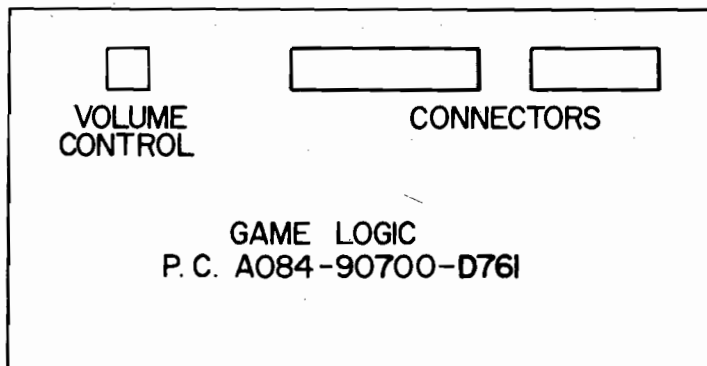 VOLUME
CONTROL
CONNECTORS
GAME LOGIC
P.C. A084-90700-D761